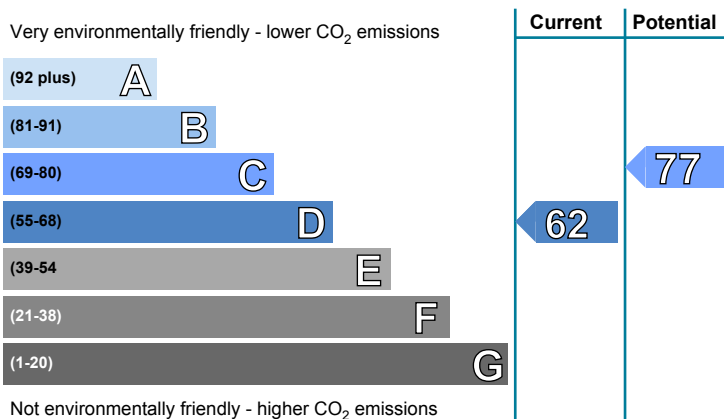 Very environmentally friendly - lower CO2 emissions
Current
Potential
(92 plus) A
(81-91) B
(69-80) C
77
(55-68) D
62
(39-54 E
(21-38) F
(1-20) G
Not environmentally friendly - higher CO2 emissions